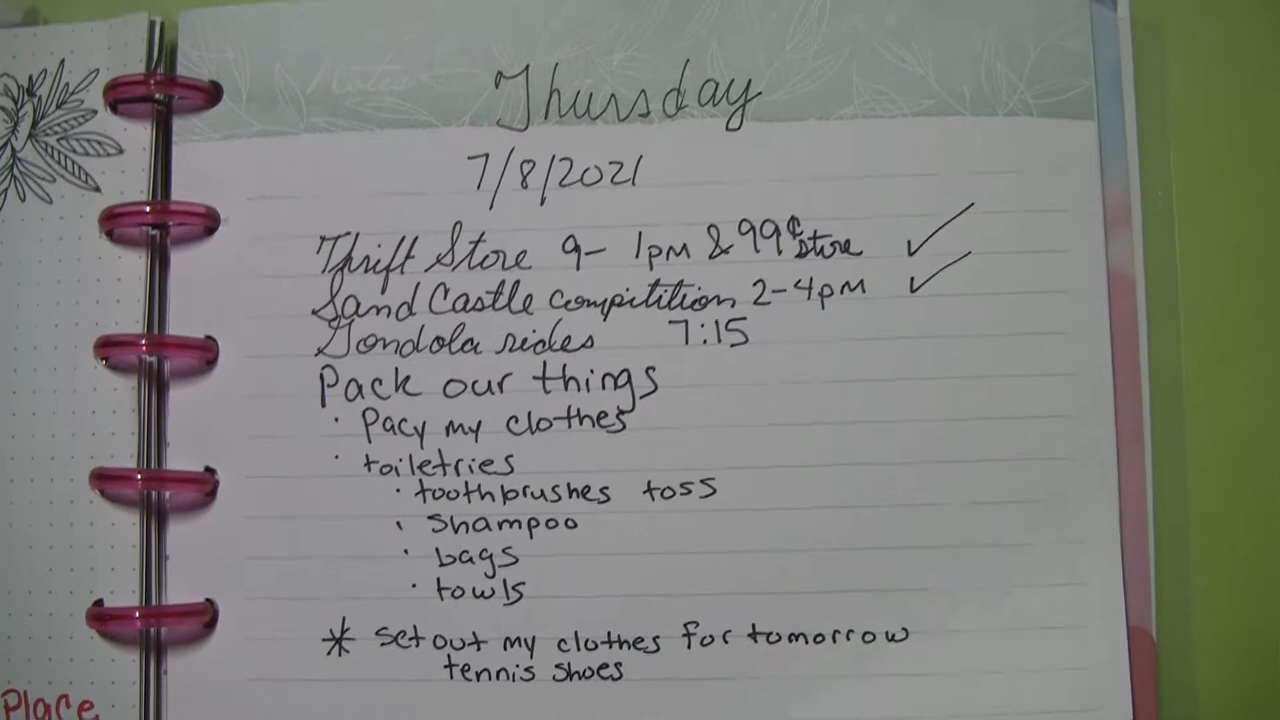 notes
Thursday
7/8/2021
Thrift Store 9- 1pm & 99¢ store ✓
Sand Castle compitition 2-4pm ✓
Gondola rides 7:15
Pack our things
· Pacy my clothes
· toiletries
· toothbrushes toss
· Shampoo
· bags
· towls
* Set out my clothes for tomorrow
tennis shoes
Place